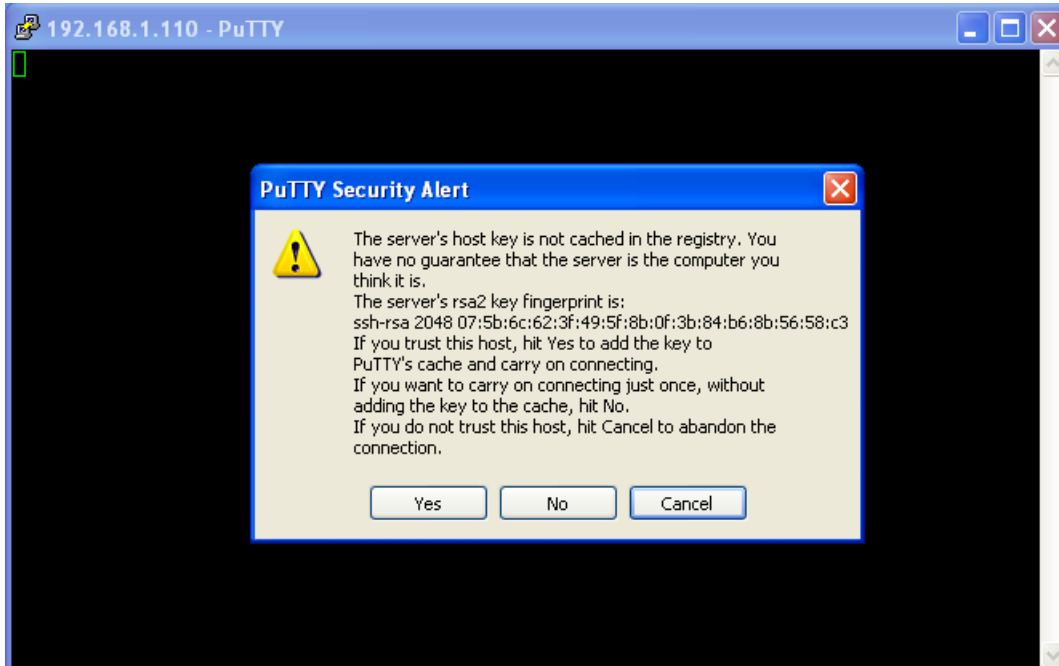 192.168.1.110 - PuTTY
PuTTY Security Alert
The server's host key is not cached in the registry. You
have no guarantee that the server is the computer you
think it is.
The server's rsa2 key fingerprint is:
ssh-rsa 2048 07:5b:6c:62:3f:49:5f:8b:0f:3b:84:b6:8b:56:58:c3
If you trust this host, hit Yes to add the key to
PuTTY's cache and carry on connecting.
If you want to carry on connecting just once, without
adding the key to the cache, hit No.
If you do not trust this host, hit Cancel to abandon the
connection.
Yes
No
Cancel